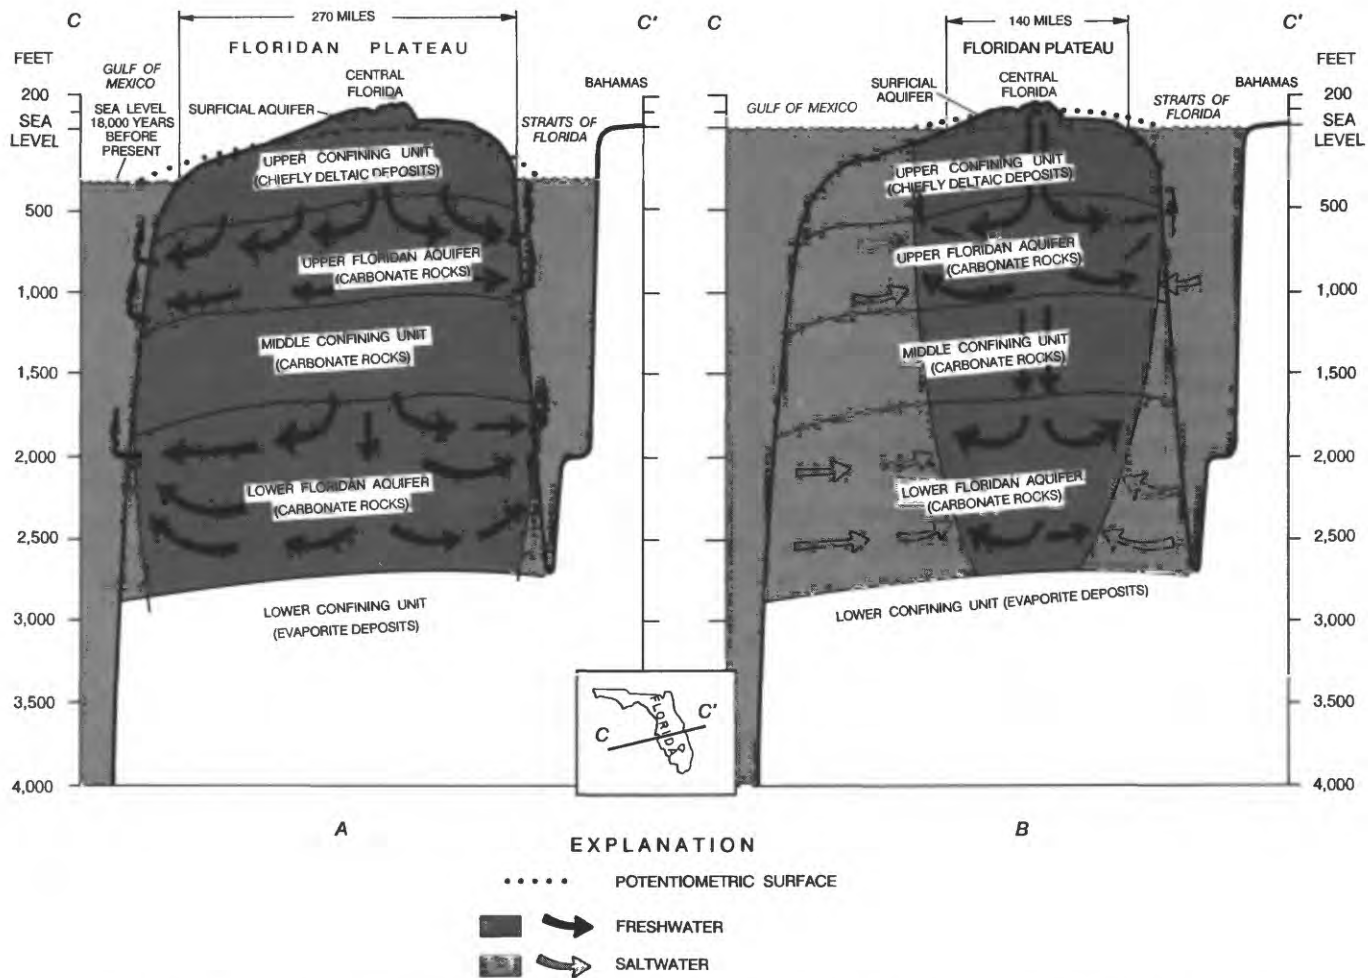 C
270 MILES
C'
FLORIDAN PLATEAU
FEET
GULF OF
MEXICO
CENTRAL
FLORIDA
BAHAMAS
200
SEA
LEVEL
SEA LEVEL
18,000 YEARS
BEFORE
PRESENT
SURFICIAL AQUIFER
STRAITS OF
FLORIDA
UPPER CONFINING UNIT
(CHIEFLY DELTAIC DEPOSITS)
500
UPPER FLORIDAN AQUIFER
(CARBONATE ROCKS)
1,000
MIDDLE CONFINING UNIT
(CARBONATE ROCKS)
1,500
2,000
LOWER FLORIDAN AQUIFER
(CARBONATE ROCKS)
2,500
LOWER CONFINING UNIT
(EVAPORITE DEPOSITS)
3,000
3,500
4,000
A
C
140 MILES
C'
FLORIDAN PLATEAU
FEET
SURFICIAL
AQUIFER
CENTRAL
FLORIDA
BAHAMAS
200
SEA
LEVEL
GULF OF MEXICO
STRAITS OF
FLORIDA
UPPER CONFINING UNIT
(CHIEFLY DELTAIC DEPOSITS)
500
UPPER FLORIDAN AQUIFER
(CARBONATE ROCKS)
1,000
MIDDLE CONFINING UNIT
(CARBONATE ROCKS)
1,500
2,000
LOWER FLORIDAN AQUIFER
(CARBONATE ROCKS)
2,500
LOWER CONFINING UNIT (EVAPORITE DEPOSITS)
3,000
3,500
4,000
B
FLORIDA
C
C'
EXPLANATION
POTENTIOMETRIC SURFACE
FRESHWATER
SALTWATER